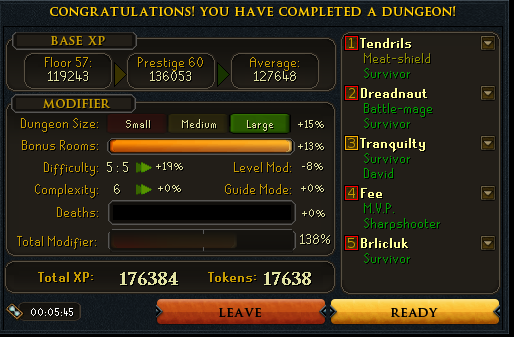 CONGRATULATIONS! YOU HAVE COMPLETED A DUNGEON!
BASE XP
Floor 57: Prestige 60 Average:
119243 136053 127648
MODIFIER
Dungeon Size: Small Medium Large +15%
Bonus Rooms: +13%
Difficulty: 5 : 5 +19% Level Mod: -8%
Complexity: 6 +0% Guide Mode: +0%
Deaths: +0%
Total Modifier: 138%
Total XP: 176384 Tokens: 17638
00:05:45
LEAVE READY
1 Tendrils
Meat-shield
Survivor
2 Dreadnaut
Battle-mage
Survivor
3 Tranquilty
Survivor
David
4 Fee
M.V.P.
Sharpshooter
5 Brlicluk
Survivor